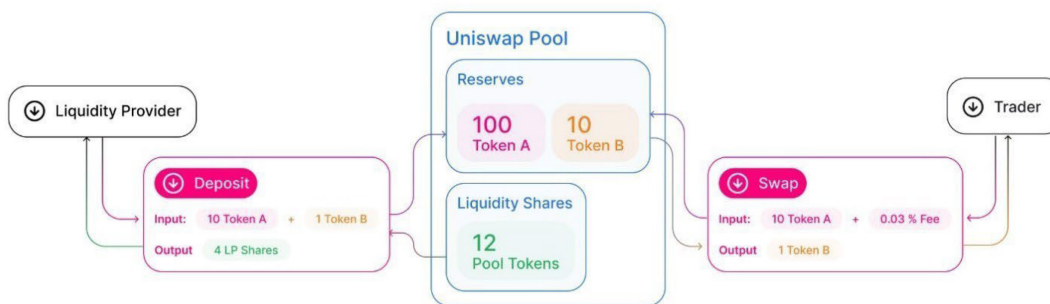 Uniswap Pool
Reserves
100
Token A
10
Token B
Liquidity Shares
12
Pool Tokens
Liquidity Provider
Deposit
Input: 10 Token A + 1 Token B
Output 4 LP Shares
Trader
Swap
Input: 10 Token A + 0.03 % Fee
Output 1 Token B